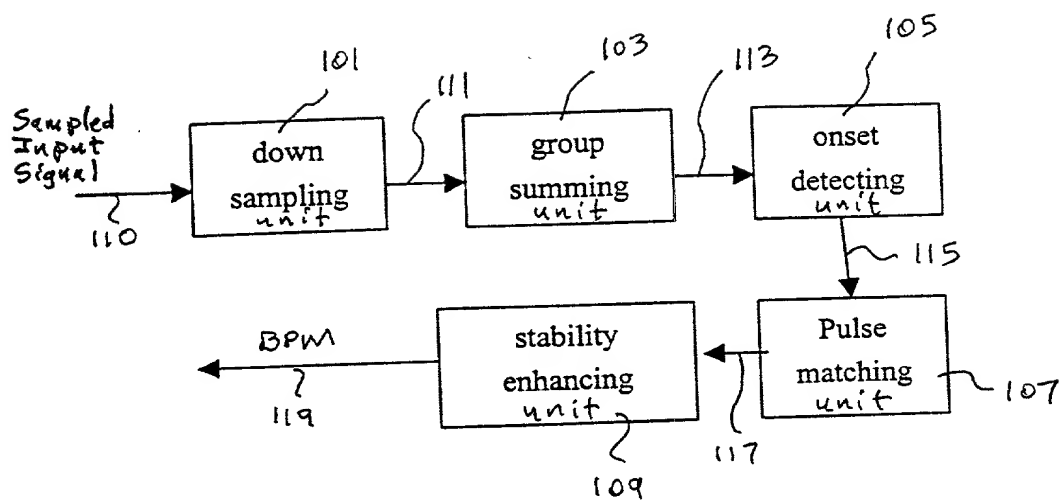 101
103
105
111
113
Sampled
Input
Signal
110
down
sampling
unit
group
summing
unit
onset
detecting
unit
115
BPM
119
stability
enhancing
unit
109
117
Pulse
matching
unit
107